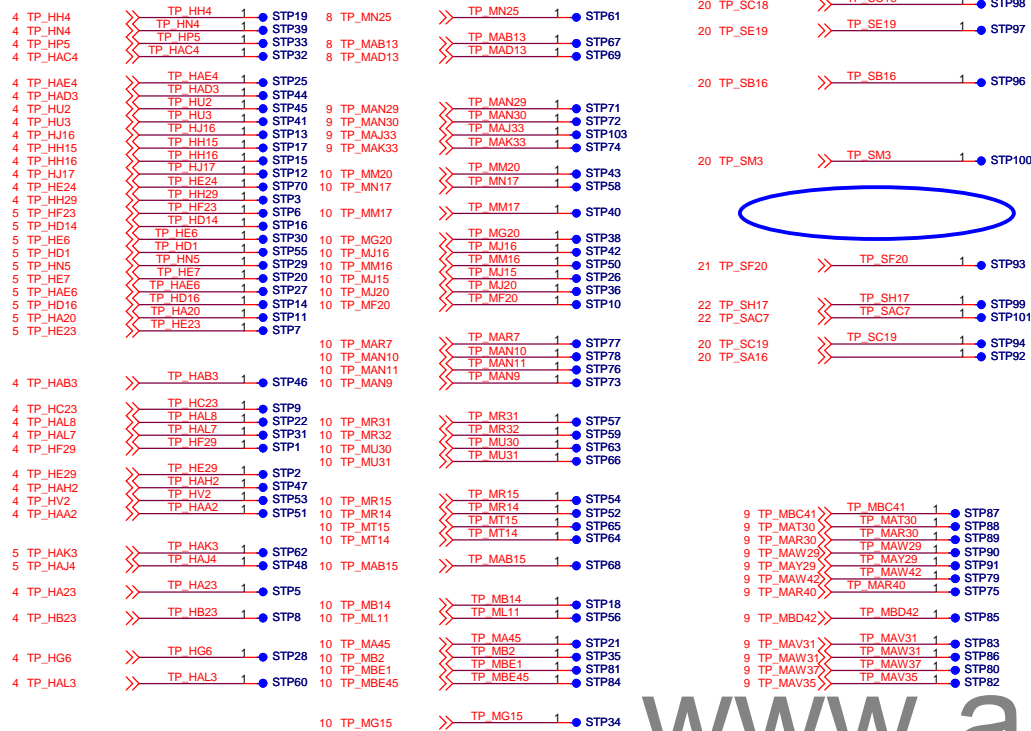 4 TP_HH4 TP_HH4 1 STP19
4 TP_HN4 TP_HN4 1 STP39
4 TP_HP5 TP_HP5 1 STP33
4 TP_HAC4 TP_HAC4 1 STP32
4 TP_HAE4 TP_HAE4 1 STP25
4 TP_HAD3 TP_HAD3 1 STP44
4 TP_HU2 TP_HU2 1 STP45
4 TP_HU3 TP_HU3 1 STP41
4 TP_HJ16 TP_HJ16 1 STP13
4 TP_HH15 TP_HH15 1 STP17
4 TP_HH16 TP_HH16 1 STP15
4 TP_HJ17 TP_HJ17 1 STP12
4 TP_HE24 TP_HE24 1 STP70
4 TP_HH29 TP_HH29 1 STP3
5 TP_HF23 TP_HF23 1 STP6
5 TP_HD14 TP_HD14 1 STP16
5 TP_HE6 TP_HE6 1 STP30
5 TP_HD1 TP_HD1 1 STP55
5 TP_HN5 TP_HN5 1 STP29
5 TP_HE7 TP_HE7 1 STP20
5 TP_HAE6 TP_HAE6 1 STP27
5 TP_HD16 TP_HD16 1 STP14
5 TP_HA20 TP_HA20 1 STP11
5 TP_HE23 TP_HE23 1 STP7
4 TP_HAB3 TP_HAB3 1 STP46
4 TP_HC23 TP_HC23 1 STP9
4 TP_HAL8 TP_HAL8 1 STP22
4 TP_HAL7 TP_HAL7 1 STP31
4 TP_HF29 TP_HF29 1 STP1
4 TP_HE29 TP_HE29 1 STP2
4 TP_HAH2 TP_HAH2 1 STP47
4 TP_HV2 TP_HV2 1 STP53
4 TP_HAA2 TP_HAA2 1 STP51
5 TP_HAK3 TP_HAK3 1 STP62
5 TP_HAJ4 TP_HAJ4 1 STP48
4 TP_HA23 TP_HA23 1 STP5
4 TP_HB23 TP_HB23 1 STP8
4 TP_HG6 TP_HG6 1 STP28
4 TP_HAL3 TP_HAL3 1 STP60
8 TP_MN25 TP_MN25 1 STP61
8 TP_MAB13 TP_MAB13 1 STP67
8 TP_MAD13 TP_MAD13 1 STP69
9 TP_MAN29 TP_MAN29 1 STP71
9 TP_MAN30 TP_MAN30 1 STP72
9 TP_MAJ33 TP_MAJ33 1 STP103
9 TP_MAK33 TP_MAK33 1 STP74
10 TP_MM20 TP_MM20 1 STP43
10 TP_MN17 TP_MN17 1 STP58
10 TP_MM17 TP_MM17 1 STP40
10 TP_MG20 TP_MG20 1 STP38
10 TP_MJ16 TP_MJ16 1 STP42
10 TP_MM16 TP_MM16 1 STP50
10 TP_MJ15 TP_MJ15 1 STP26
10 TP_MJ20 TP_MJ20 1 STP36
10 TP_MF20 TP_MF20 1 STP10
10 TP_MAR7 TP_MAR7 1 STP77
10 TP_MAN10 TP_MAN10 1 STP78
10 TP_MAN11 TP_MAN11 1 STP76
10 TP_MAN9 TP_MAN9 1 STP73
10 TP_MR31 TP_MR31 1 STP57
10 TP_MR32 TP_MR32 1 STP59
10 TP_MU30 TP_MU30 1 STP63
10 TP_MU31 TP_MU31 1 STP66
10 TP_MR15 TP_MR15 1 STP54
10 TP_MR14 TP_MR14 1 STP52
10 TP_MT15 TP_MT15 1 STP65
10 TP_MT14 TP_MT14 1 STP64
10 TP_MAB15 TP_MAB15 1 STP68
10 TP_MB14 TP_MB14 1 STP18
10 TP_ML11 TP_ML11 1 STP56
10 TP_MA45 TP_MA45 1 STP21
10 TP_MB2 TP_MB2 1 STP35
10 TP_MBE1 TP_MBE1 1 STP81
10 TP_MBE45 TP_MBE45 1 STP84
10 TP_MG15 TP_MG15 1 STP34
20 TP_SC18 STP98
20 TP_SE19 TP_SE19 1 STP97
20 TP_SB16 TP_SB16 1 STP96
20 TP_SM3 TP_SM3 1 STP100
21 TP_SF20 TP_SF20 1 STP93
22 TP_SH17 TP_SH17 1 STP99
22 TP_SAC7 TP_SAC7 1 STP101
20 TP_SC19 TP_SC19 1 STP94
20 TP_SA16 1 STP92
9 TP_MBC41 TP_MBC41 1 STP87
9 TP_MAT30 TP_MAT30 1 STP88
9 TP_MAR30 TP_MAR30 1 STP89
9 TP_MAW29 TP_MAW29 1 STP90
9 TP_MAY29 TP_MAY29 1 STP91
9 TP_MAW42 TP_MAW42 1 STP79
9 TP_MAR40 TP_MAR40 1 STP75
9 TP_MBD42 TP_MBD42 1 STP85
9 TP_MAV31 TP_MAV31 1 STP83
9 TP_MAW31 TP_MAW31 1 STP86
9 TP_MAW37 TP_MAW37 1 STP80
9 TP_MAV35 TP_MAV35 1 STP82
www.a